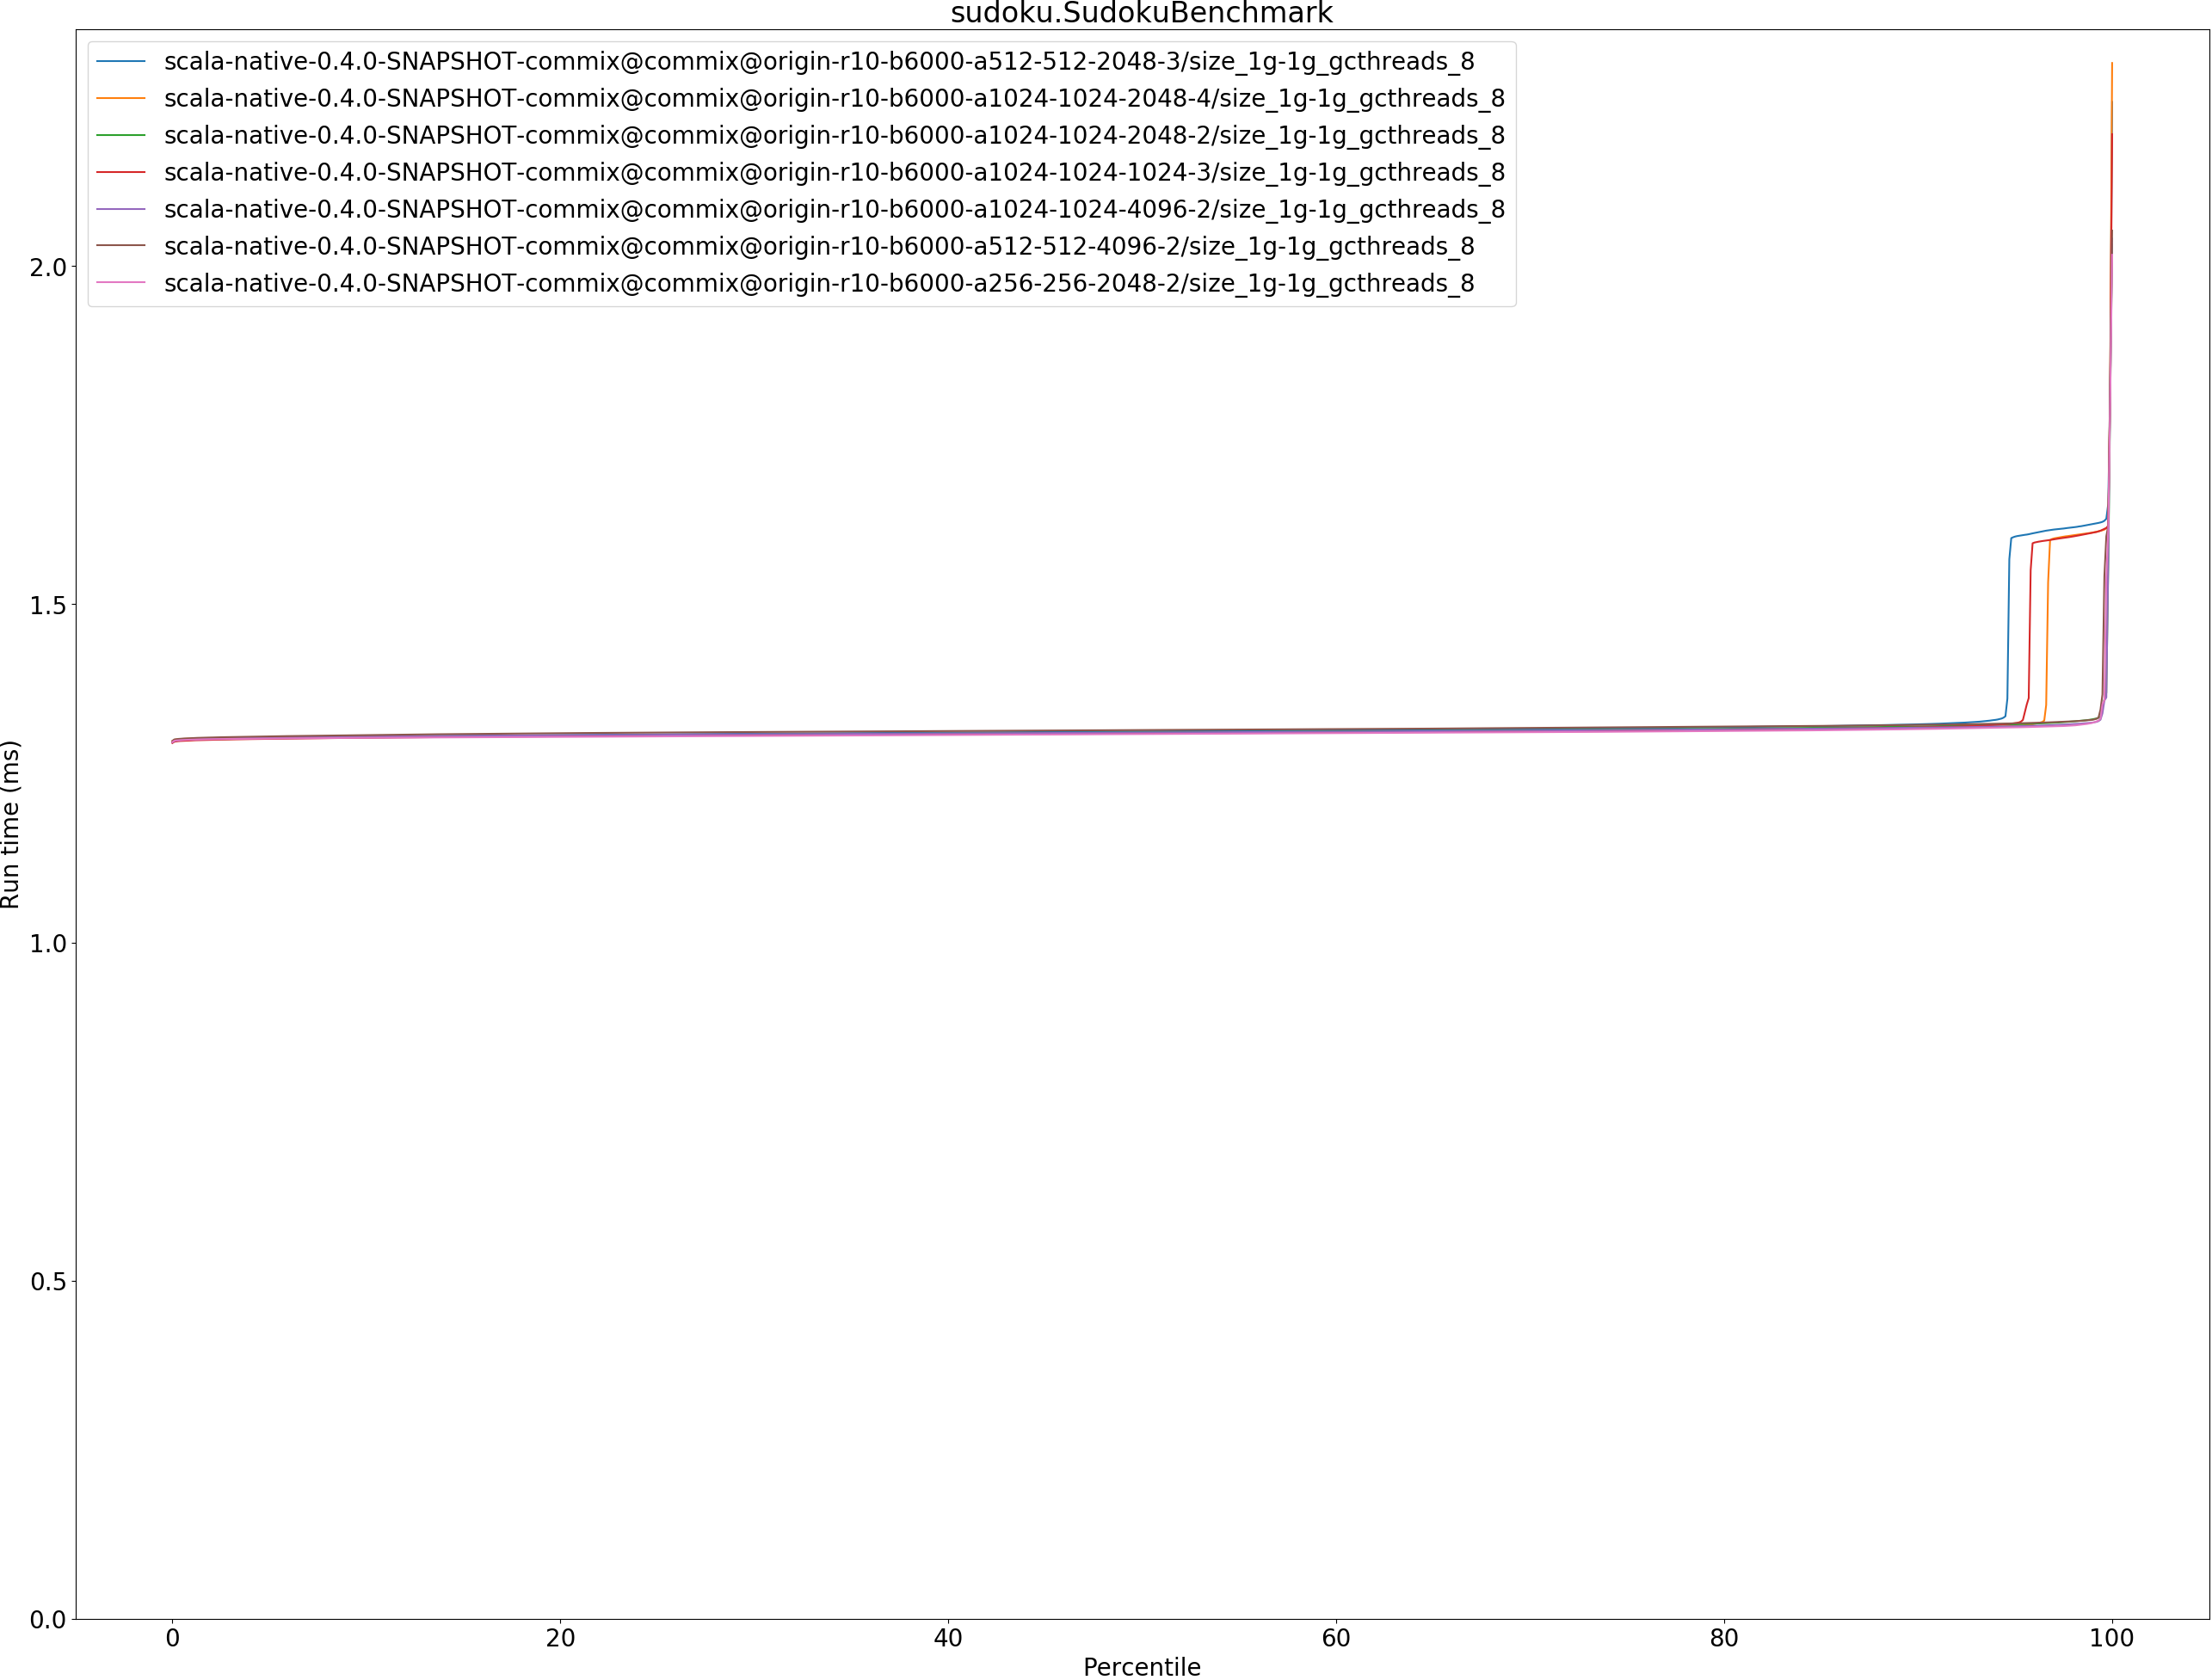 sudoku.SudokuBenchmark
scala-native-0.4.0-SNAPSHOT-commix@commix@origin-r10-b6000-a512-512-2048-3/size_1g-1g_gcthreads_8
scala-native-0.4.0-SNAPSHOT-commix@commix@origin-r10-b6000-a1024-1024-2048-4/size_1g-1g_gcthreads_8
scala-native-0.4.0-SNAPSHOT-commix@commix@origin-r10-b6000-a1024-1024-2048-2/size_1g-1g_gcthreads_8
scala-native-0.4.0-SNAPSHOT-commix@commix@origin-r10-b6000-a1024-1024-1024-3/size_1g-1g_gcthreads_8
scala-native-0.4.0-SNAPSHOT-commix@commix@origin-r10-b6000-a1024-1024-4096-2/size_1g-1g_gcthreads_8
scala-native-0.4.0-SNAPSHOT-commix@commix@origin-r10-b6000-a512-512-4096-2/size_1g-1g_gcthreads_8
scala-native-0.4.0-SNAPSHOT-commix@commix@origin-r10-b6000-a256-256-2048-2/size_1g-1g_gcthreads_8
2.0
1.5
1.0
0.5
0.0
Run time (ms)
0 20 40 60 80 100
Percentile